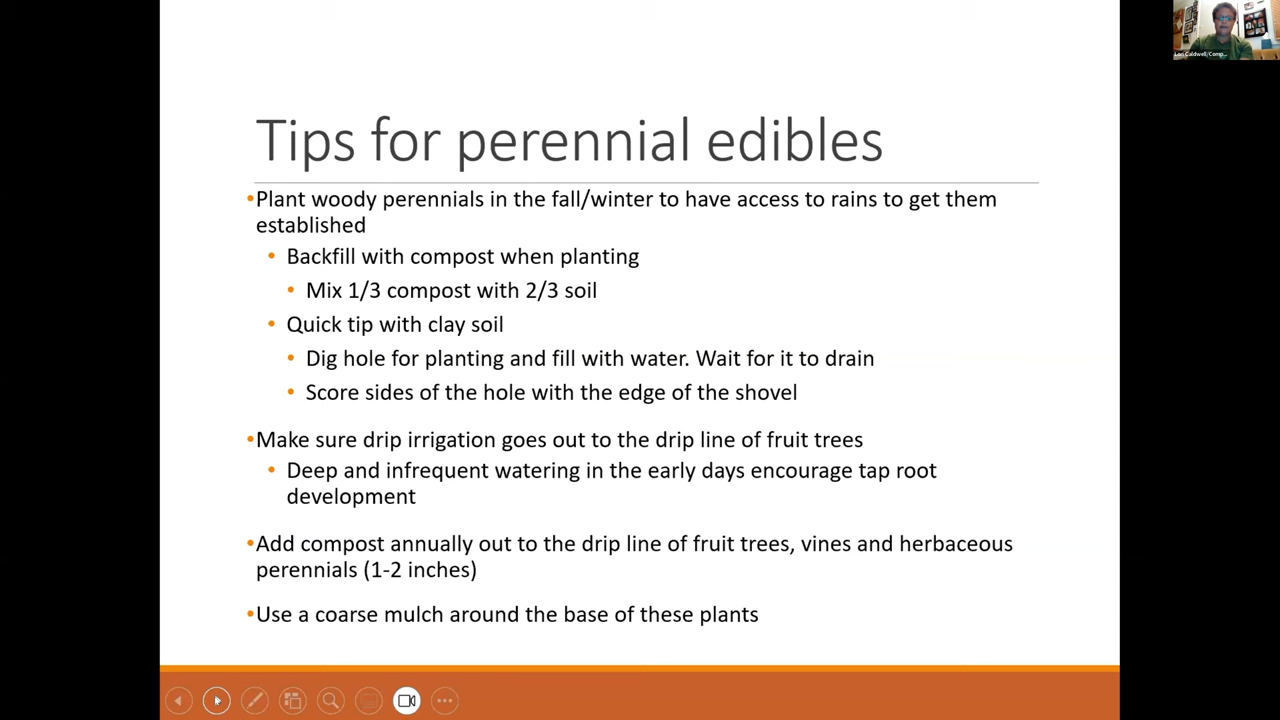 Lori Caldwell/Comp...
Tips for perennial edibles
•Plant woody perennials in the fall/winter to have access to rains to get them
established
• Backfill with compost when planting
• Mix 1/3 compost with 2/3 soil
• Quick tip with clay soil
• Dig hole for planting and fill with water. Wait for it to drain
• Score sides of the hole with the edge of the shovel
•Make sure drip irrigation goes out to the drip line of fruit trees
• Deep and infrequent watering in the early days encourage tap root
development
•Add compost annually out to the drip line of fruit trees, vines and herbaceous
perennials (1-2 inches)
•Use a coarse mulch around the base of these plants